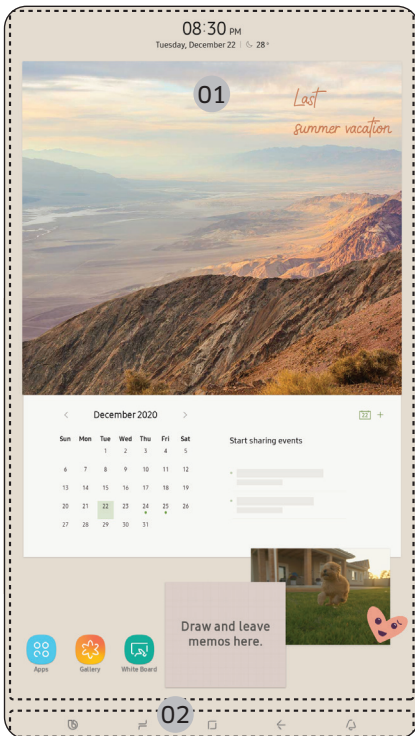 08:30 PM
Tuesday, December 22 | 28°
01
Last
summer vacation
< December 2020 >
22 +
Sun Mon Tue Wed Thu Fri Sat
1 2 3 4 5
6 7 8 9 10 11 12
13 14 15 16 17 18 19
20 21 22 23 24 25 26
27 28 29 30 31
Start sharing events
Draw and leave
memos here.
Apps Gallery White Board
02